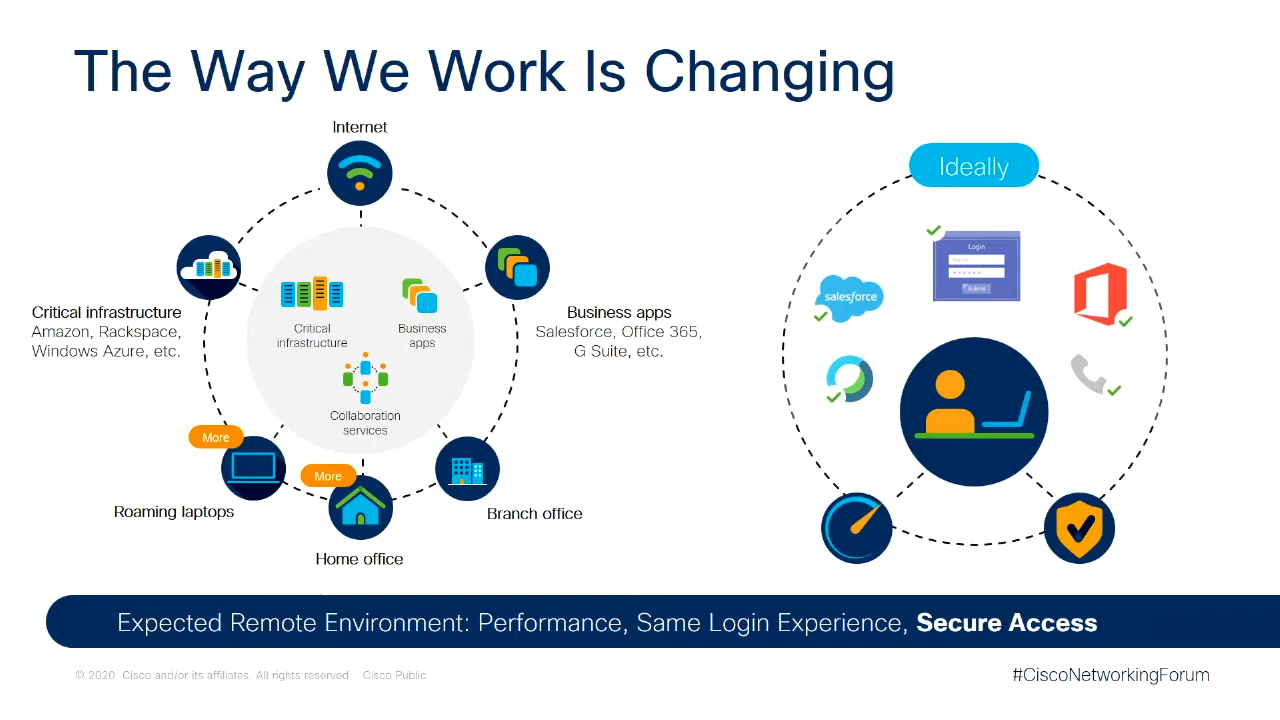 The Way We Work Is Changing
Internet
Critical infrastructure
Amazon, Rackspace,
Windows Azure, etc.
Critical
infrastructure
Business
apps
Collaboration
services
Business apps
Salesforce, Office 365,
G Suite, etc.
More
Roaming laptops
More
Home office
Branch office
Ideally
Login
salesforce
Submit
Expected Remote Environment: Performance, Same Login Experience, Secure Access
© 2020 Cisco and/or its affiliates. All rights reserved. Cisco Public
#CiscoNetworkingForum